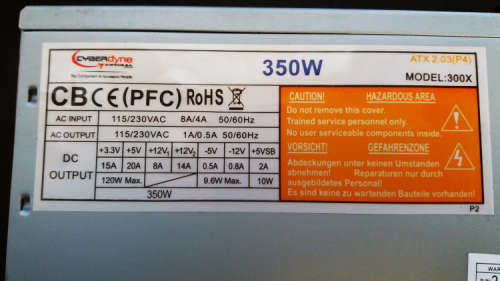 CYBERdyne
350W
ATX 2.03(P4)
MODEL:300X
CB CE (PFC) RoHS
AC INPUT 115/230VAC 8A/4A 50/60Hz
AC OUTPUT 115/230VAC 1A/0.5A 50/60Hz
DC OUTPUT
+3.3V +5V +12V1 +12V2 -5V -12V +5VSB
15A 20A 8A 14A 0.5A 0.8A 2A
120W Max. 9.6W Max. 10W
350W
CAUTION! HAZARDOUS AREA
Do not remove this cover.
Trained service personnel only.
No user serviceable components inside.
VORSICHT! GEFAHRENZONE
Abdeckungen unter keinen Umständen
abnehmen! Reparaturen nur durch
ausgebildetes Personal!
Es sind keine zu wartenden Bauteile vorhanden!
P2
WAR